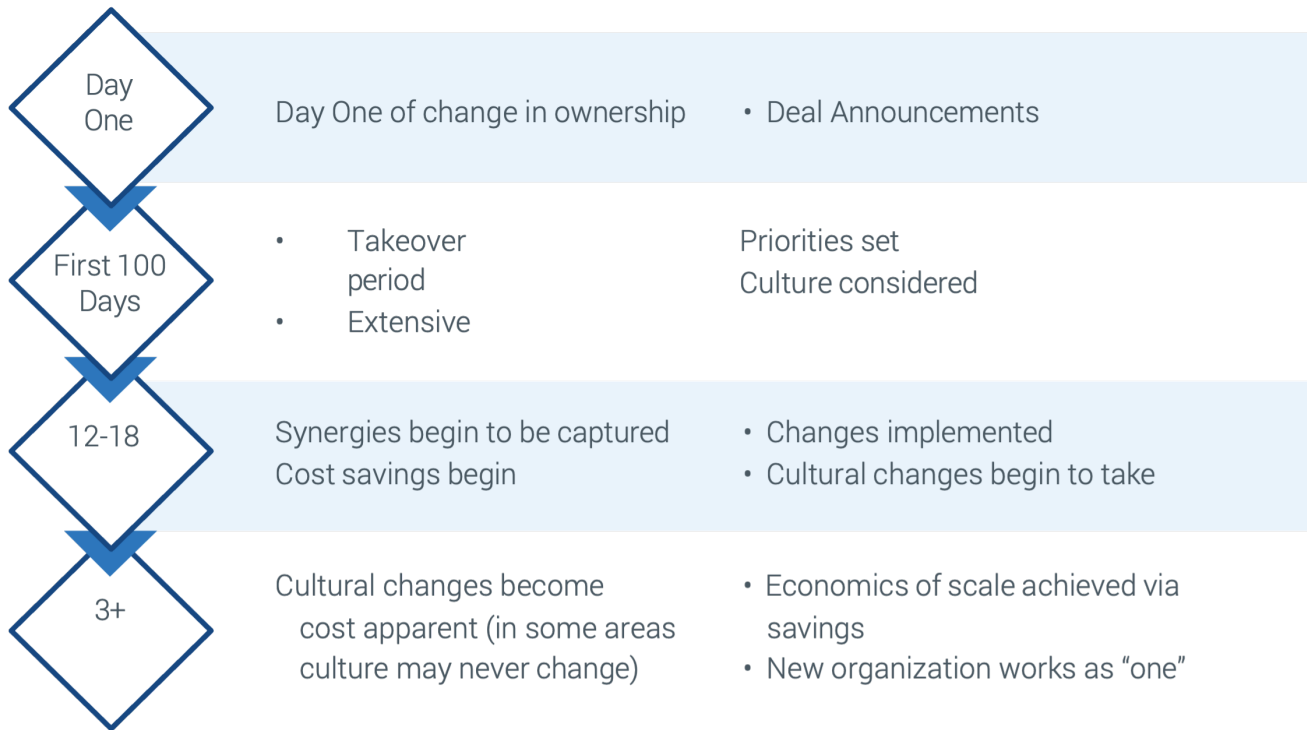 Day
One
Day One of change in ownership
• Deal Announcements
First 100
Days
• Takeover
period
• Extensive
Priorities set
Culture considered
12-18
Synergies begin to be captured
Cost savings begin
• Changes implemented
• Cultural changes begin to take
3+
Cultural changes become
cost apparent (in some areas
culture may never change)
• Economics of scale achieved via
savings
• New organization works as “one”